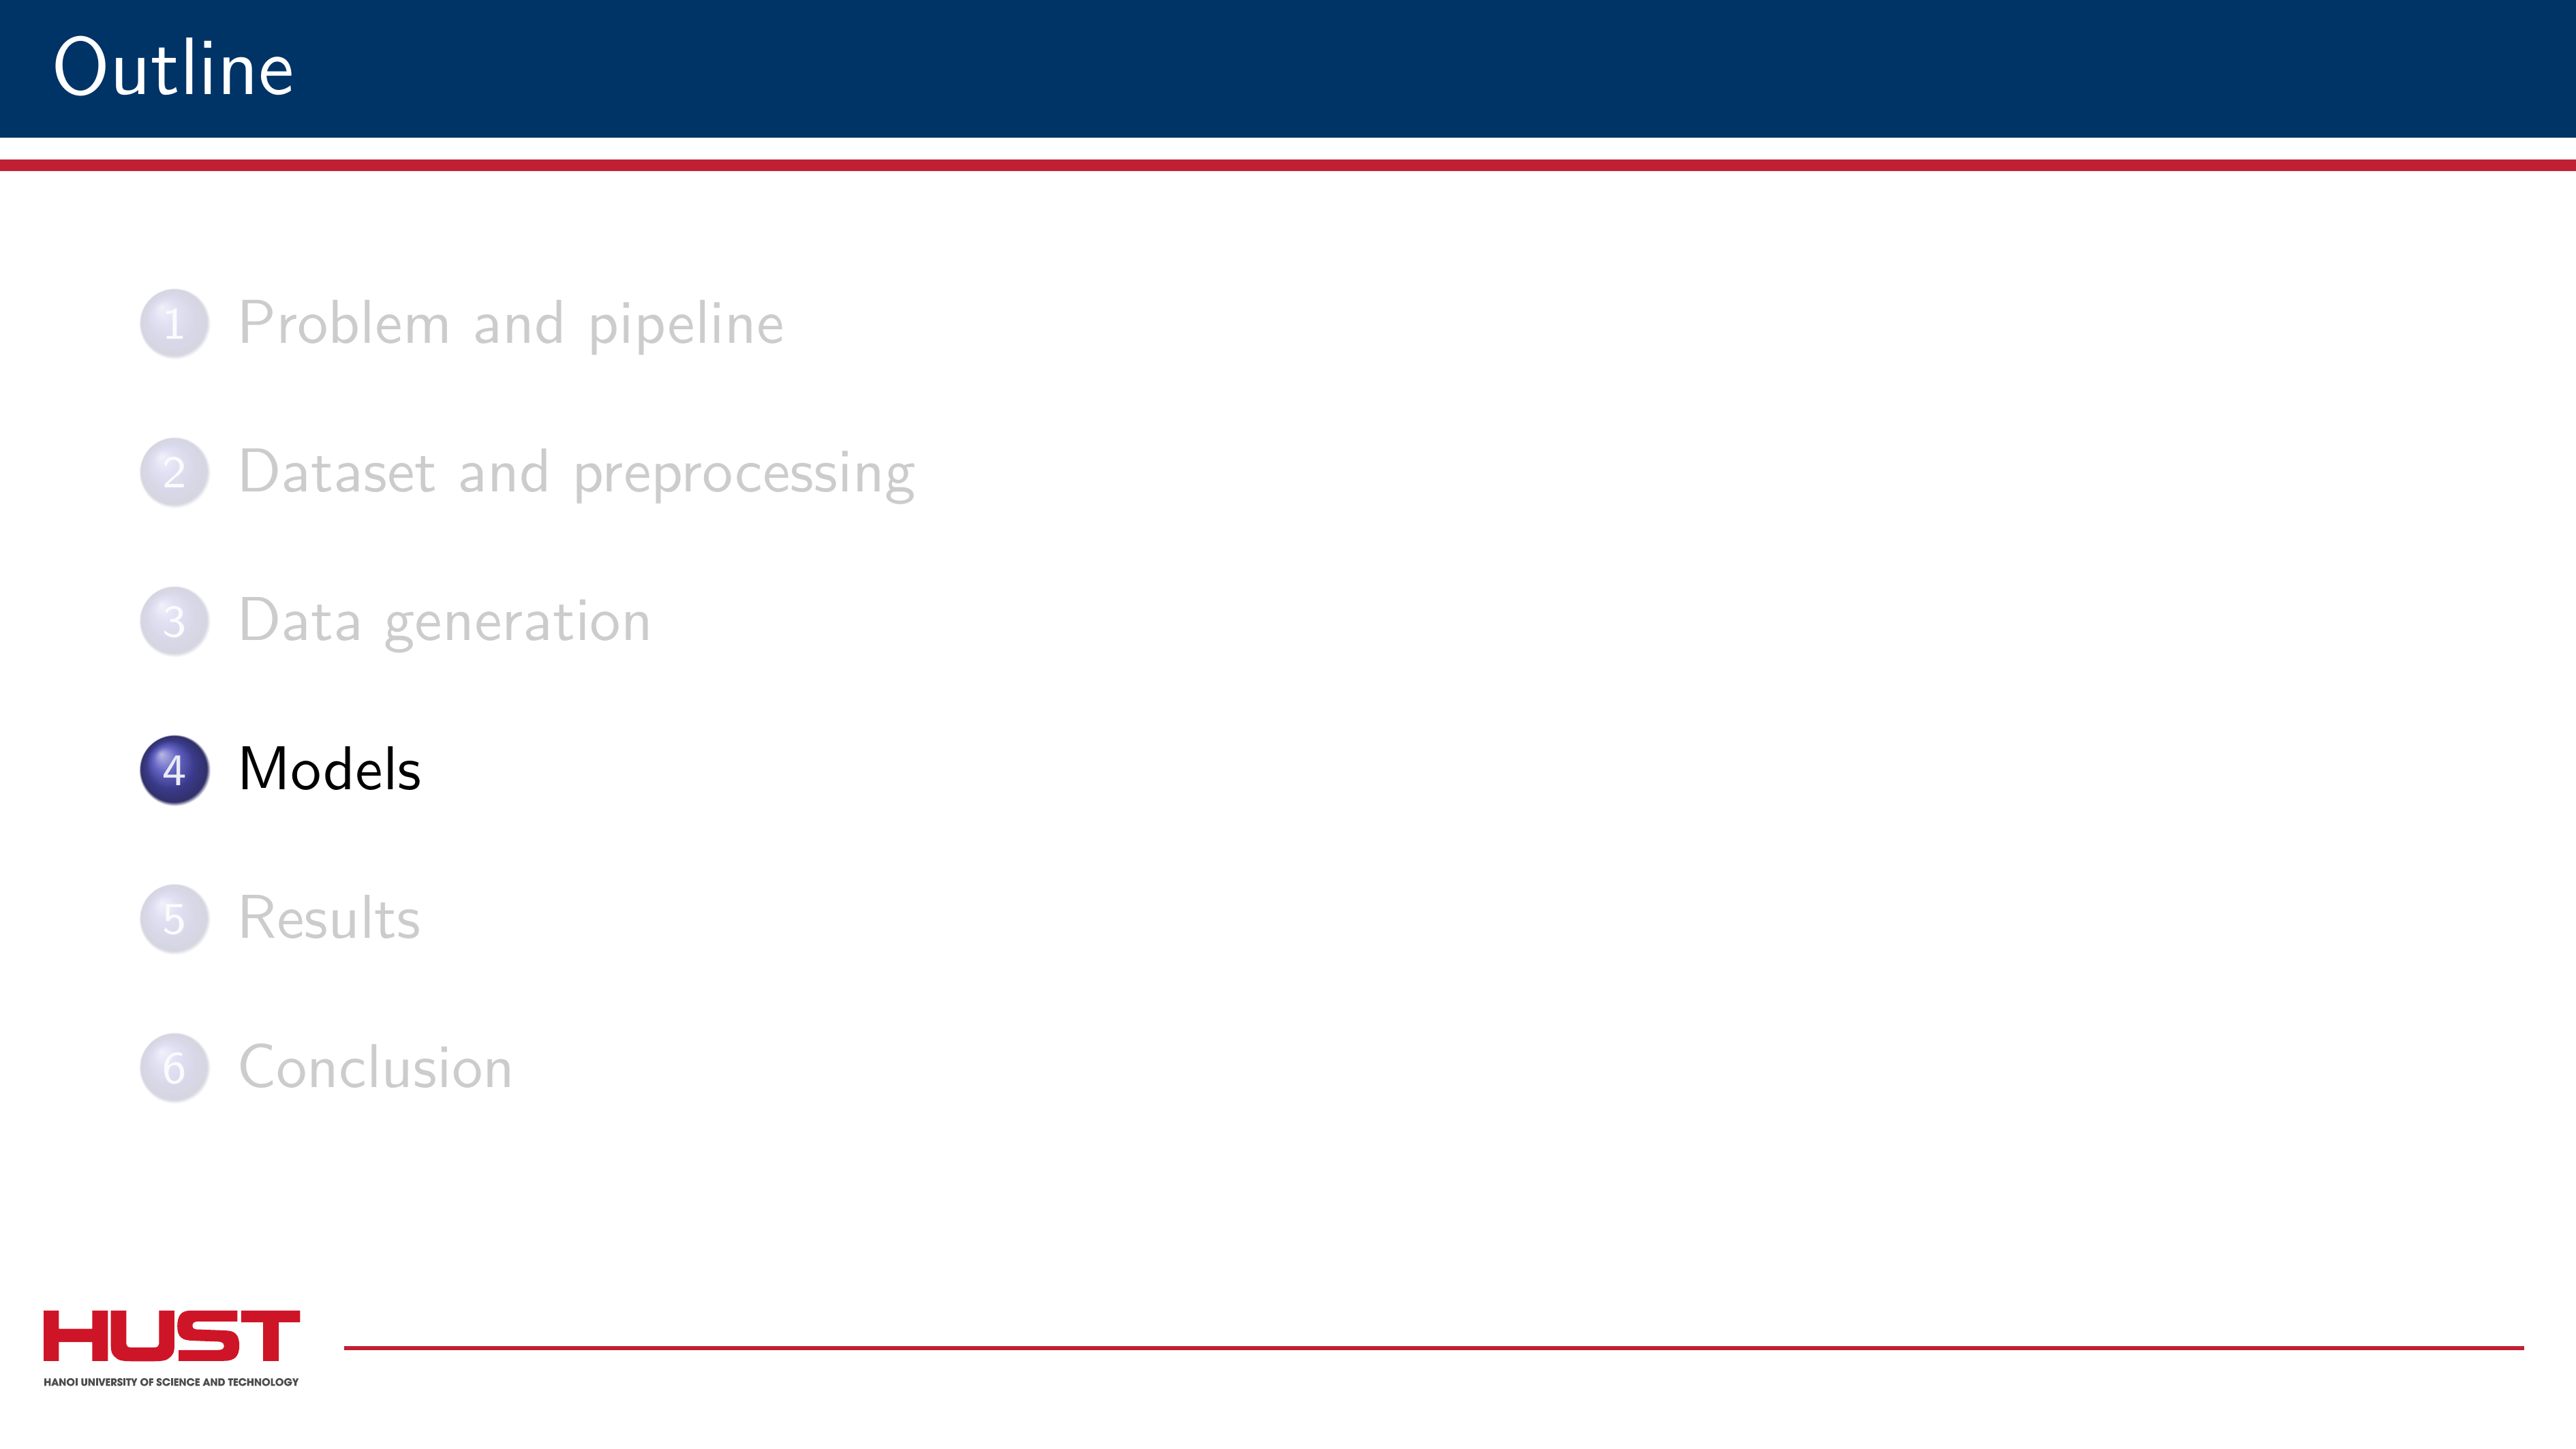 Outline
1 Problem and pipeline
2 Dataset and preprocessing
3 Data generation
4 Models
5 Results
6 Conclusion
HUST
HANOI UNIVERSITY OF SCIENCE AND TECHNOLOGY